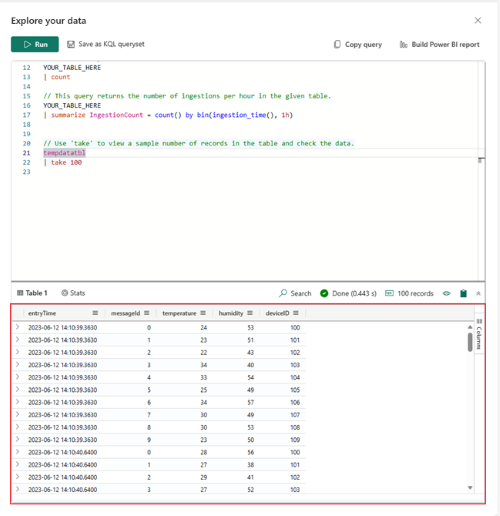 Explore your data
Run Save as KQL queryset Copy query Build Power BI report
12 YOUR_TABLE_HERE
13 | count
14
15 // This query returns the number of ingestions per hour in the given table.
16 YOUR_TABLE_HERE
17 | summarize IngestionCount = count() by bin(ingestion_time(), 1h)
18
19
20 // Use 'take' to view a sample number of records in the table and check the data.
21 tempdatatbl
22 | take 100
23
Table 1 Stats Search Done (0.443 s) 100 records
entryTime messageId temperature humidity deviceID
2023-06-12 14:10:39.3630 0 24 53 100
2023-06-12 14:10:39.3630 1 23 51 101
2023-06-12 14:10:39.3630 2 22 43 102
2023-06-12 14:10:39.3630 3 34 40 103
2023-06-12 14:10:39.3630 4 33 54 104
2023-06-12 14:10:39.3630 5 25 49 105
2023-06-12 14:10:39.3630 6 34 57 106
2023-06-12 14:10:39.3630 7 30 49 107
2023-06-12 14:10:39.3630 8 30 53 108
2023-06-12 14:10:39.3630 9 23 50 109
2023-06-12 14:10:40.6400 0 28 56 100
2023-06-12 14:10:40.6400 1 27 38 101
2023-06-12 14:10:40.6400 2 29 41 102
2023-06-12 14:10:40.6400 3 27 52 103
Columns